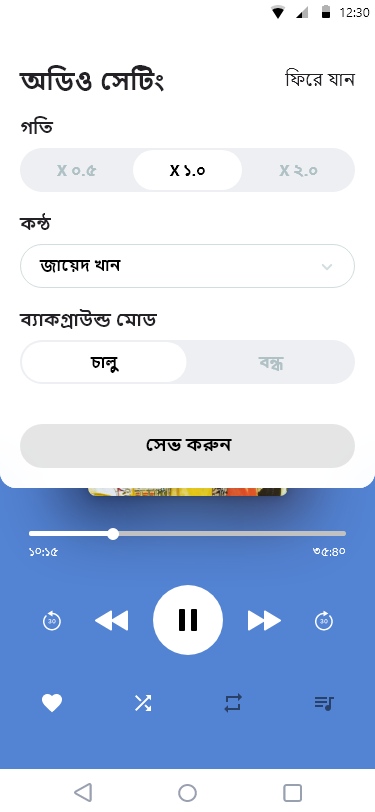 12:30
অডিও সেটিং
ফিরে যান
গতি
X ০.৫
X ১.০
X ২.০
কন্ঠ
জায়েদ খান
ব্যাকগ্রাউন্ড মোড
চালু
বন্ধ
সেভ করুন
১০:১৫
৩৫:৪০
30
30